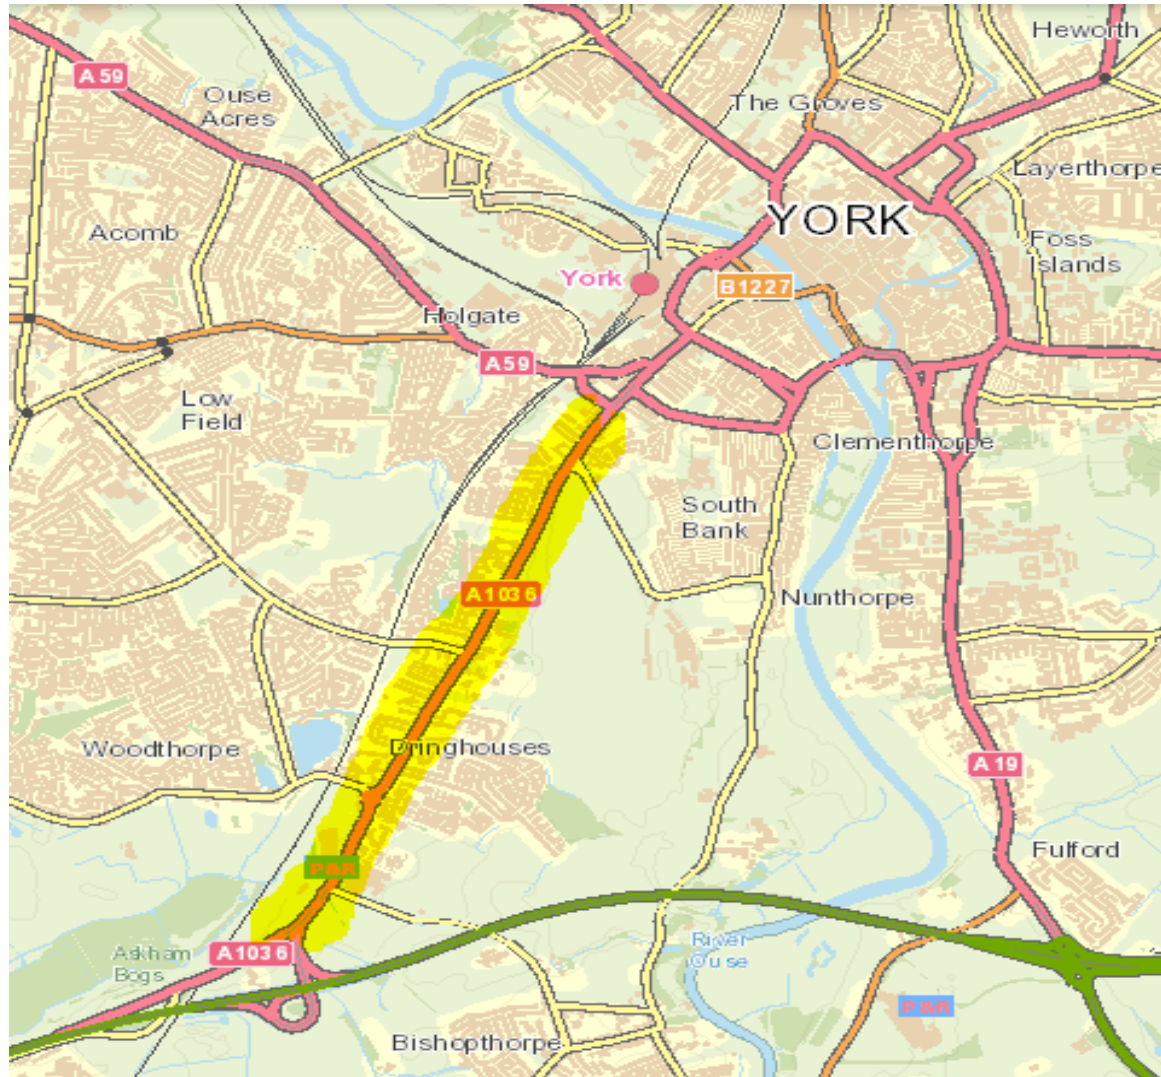 Heworth
A 59
Ouse
Acres
The Groves
Layerthorpe
YORK
Acomb
Foss
Islands
York
B1227
Holgate
A59
Low
Field
Clementhorpe
South
Bank
A1036
Nunthorpe
Woodthorpe
Dringhouses
A 19
Fulford
P&R
Askham
Bogs
A1036
River
Ouse
P&R
Bishopthorpe